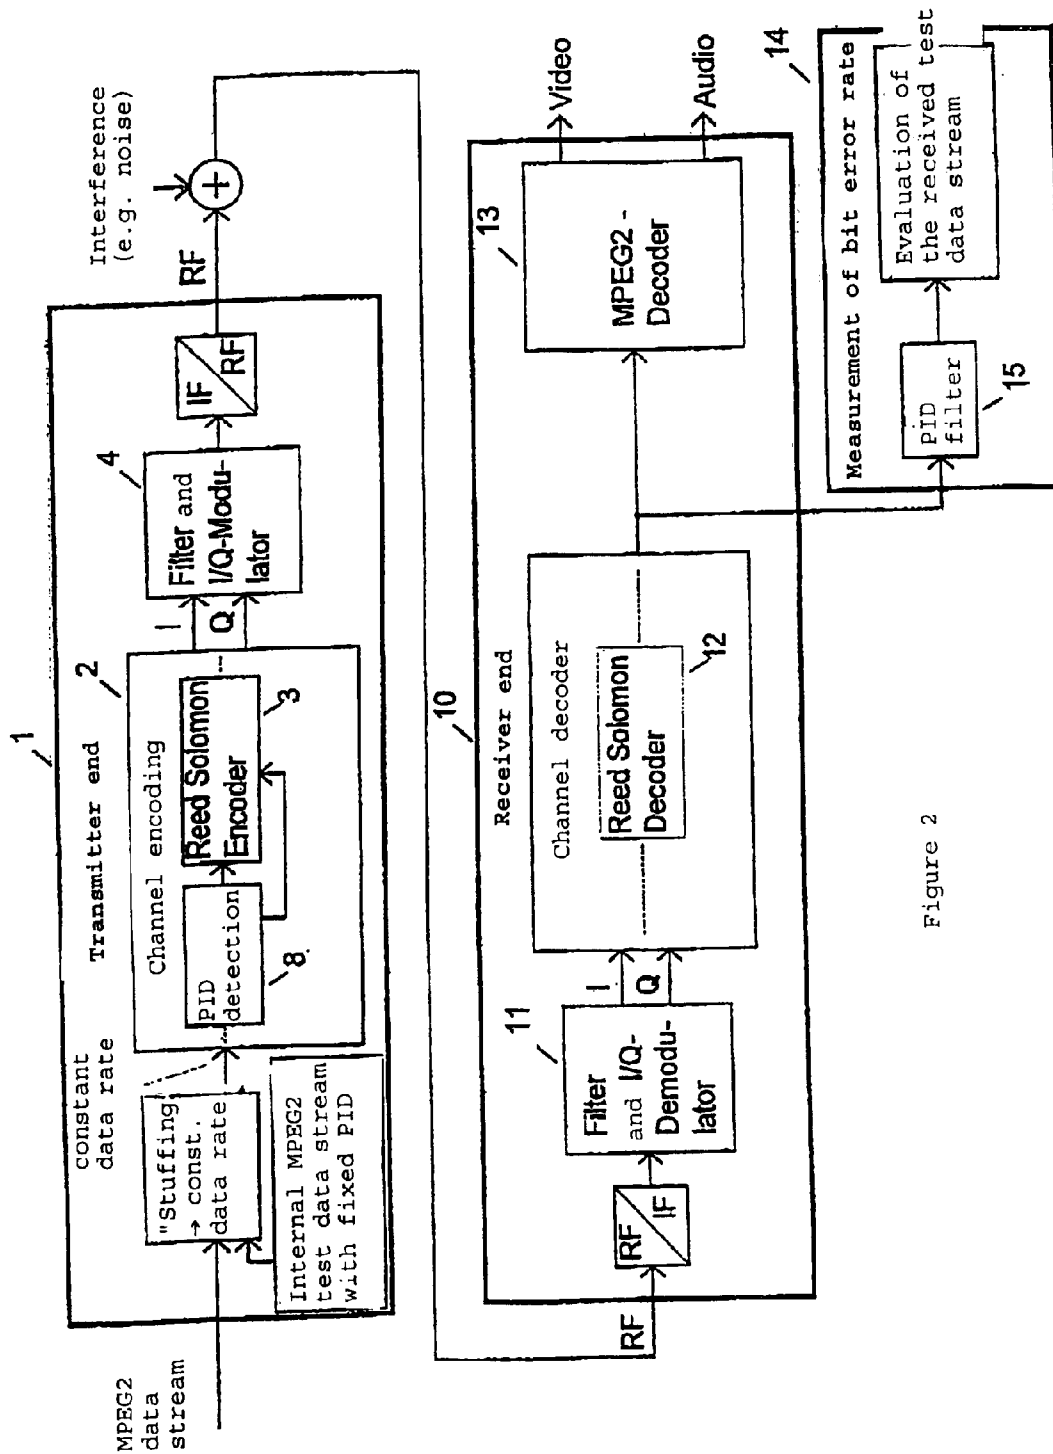 MPEG2
data
stream
"Stuffing
→ const.
data rate
Internal MPEG2
test data stream
with fixed PID
constant
data rate
1
Transmitter end
2
Channel encoding
PID
detection
8
Reed Solomon
Encoder
3
I
Q
4
Filter and
I/Q-Modu-
lator
IF
RF
RF
Interference
(e.g. noise)
+
RF
10
Receiver end
RF
IF
11
Filter
and I/Q-
Demodu-
lator
I
Q
Channel decoder
Reed Solomon
Decoder
12
13
MPEG2 -
Decoder
Video
Audio
14
Measurement of bit error rate
PID
filter
15
Evaluation of
the received test
data stream
Figure 2